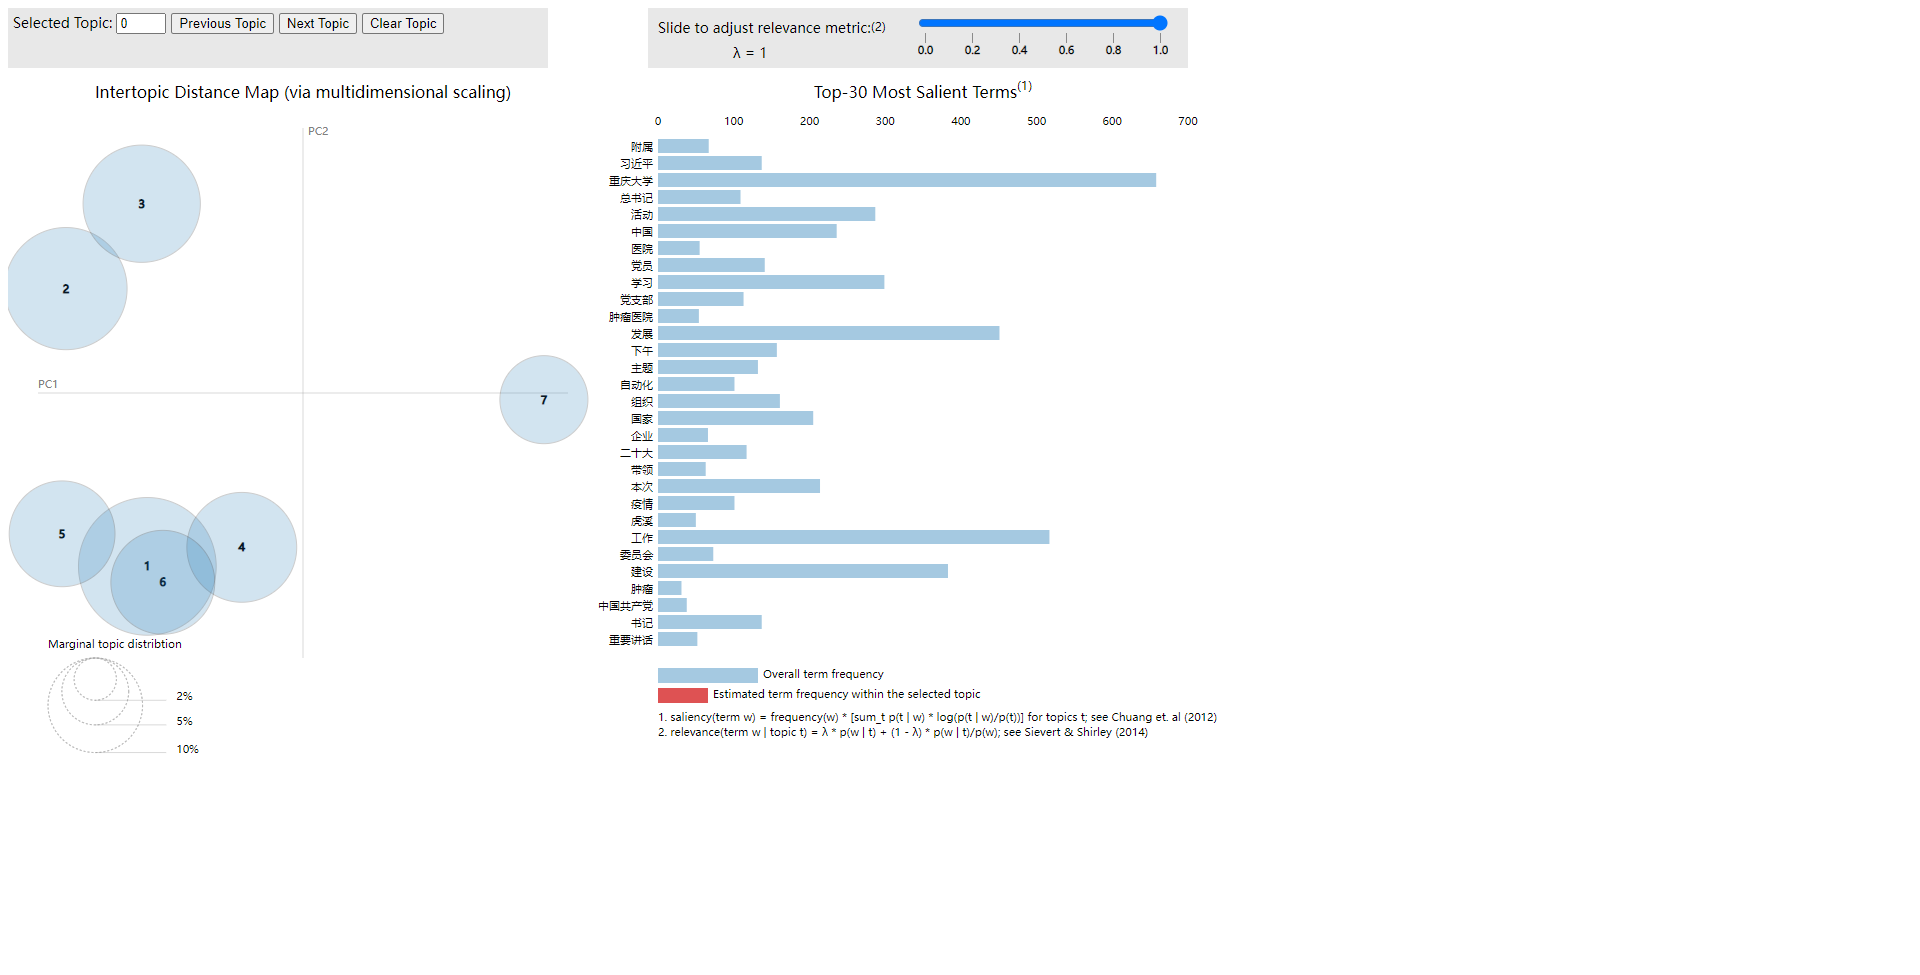 Selected Topic: 0 Previous Topic Next Topic Clear Topic
Slide to adjust relevance metric:(2)
λ = 1
0.0 0.2 0.4 0.6 0.8 1.0
Intertopic Distance Map (via multidimensional scaling)
PC2
PC1
3
2
7
5
1
4
6
Marginal topic distribtion
2%
5%
10%
Top-30 Most Salient Terms(1)
0 100 200 300 400 500 600 700
附属
习近平
重庆大学
总书记
活动
中国
医院
党员
学习
党支部
肿瘤医院
发展
下午
主题
自动化
组织
国家
企业
二十大
带领
本次
疫情
虎溪
工作
委员会
建设
肿瘤
中国共产党
书记
重要讲话
Overall term frequency
Estimated term frequency within the selected topic
1. saliency(term w) = frequency(w) * [sum_t p(t | w) * log(p(t | w)/p(t))] for topics t; see Chuang et. al (2012)
2. relevance(term w | topic t) = λ * p(w | t) + (1 - λ) * p(w | t)/p(w); see Sievert & Shirley (2014)